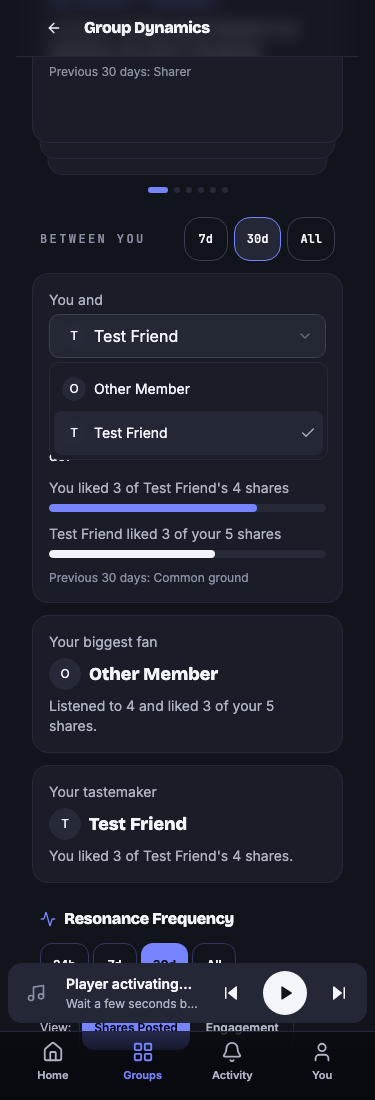 Group Dynamics
Previous 30 days: Sharer
BETWEEN YOU
7d
30d
All
You and
T
Test Friend
O
Other Member
T
Test Friend
You liked 3 of Test Friend's 4 shares
Test Friend liked 3 of your 5 shares
Previous 30 days: Common ground
Your biggest fan
O
Other Member
Listened to 4 and liked 3 of your 5
shares.
Your tastemaker
T
Test Friend
You liked 3 of Test Friend's 4 shares.
Resonance Frequency
7d
All
Player activating...
Wait a few seconds b...
View:
Shares Posted
Engagement
Home
Groups
Activity
You